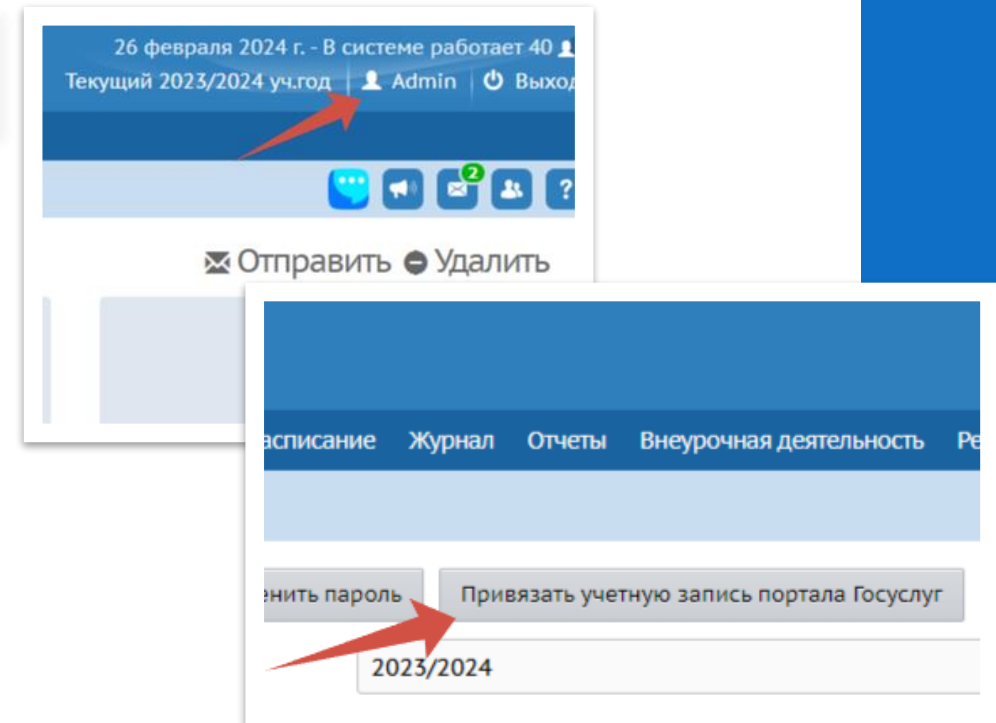 26 февраля 2024 г. - В системе работает 40
Текущий 2023/2024 уч.год Admin Выход
2
?
Отправить Удалить
асписание Журнал Отчеты Внеурочная деятельность Ре
енить пароль Привязать учетную запись портала Госуслуг
2023/2024